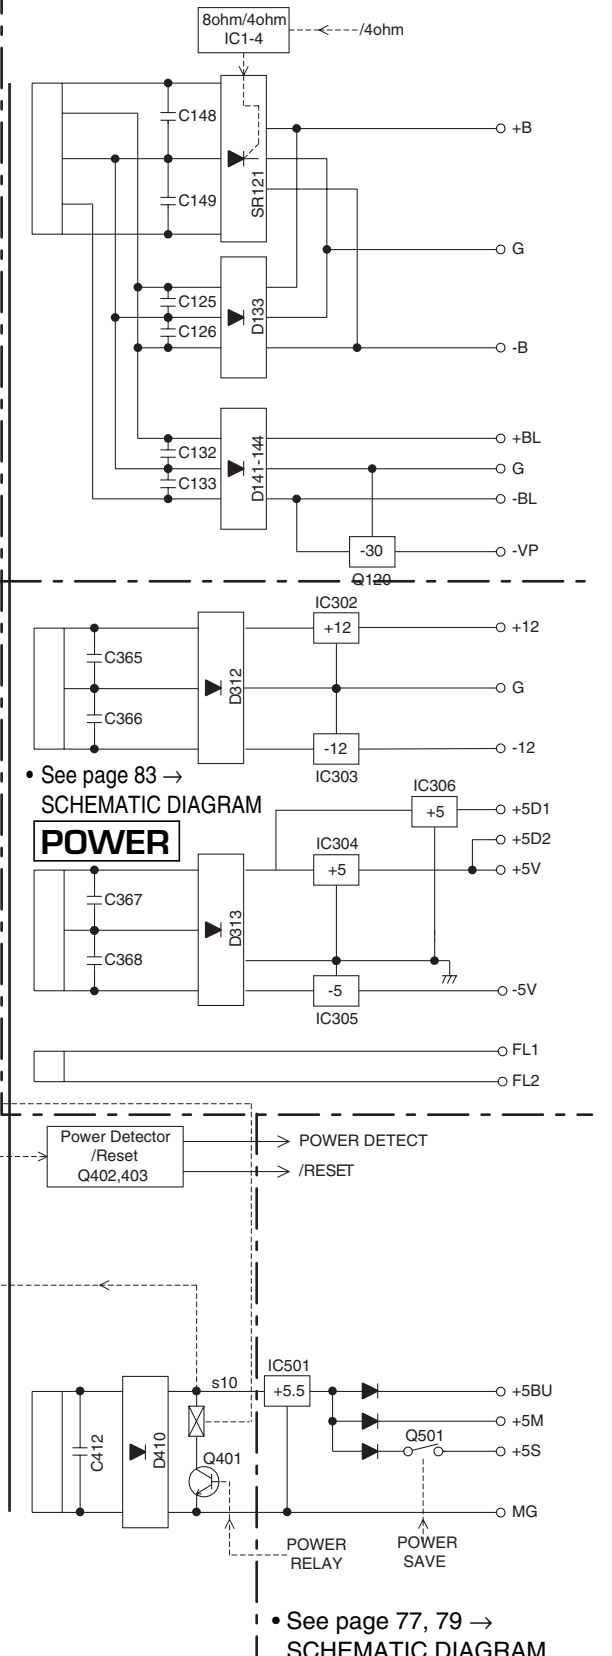 8ohm/4ohm
IC1-4
/4ohm
C148
C149
SR121
+B
G
C125
C126
D133
-B
C132
C133
D141-144
+BL
G
-BL
-30
-VP
Q120
IC302
+12
+12
C365
C366
D312
G
-12
-12
IC303
• See page 83 →
SCHEMATIC DIAGRAM
POWER
IC306
+5
+5D1
+5D2
IC304
+5
+5V
C367
C368
D313
-5
-5V
IC305
FL1
FL2
Power Detector
/Reset
Q402,403
POWER DETECT
/RESET
s10
IC501
+5.5
+5BU
+5M
Q501
+5S
C412
D410
Q401
MG
POWER
RELAY
POWER
SAVE
• See page 77, 79 →
SCHEMATIC DIAGRAM